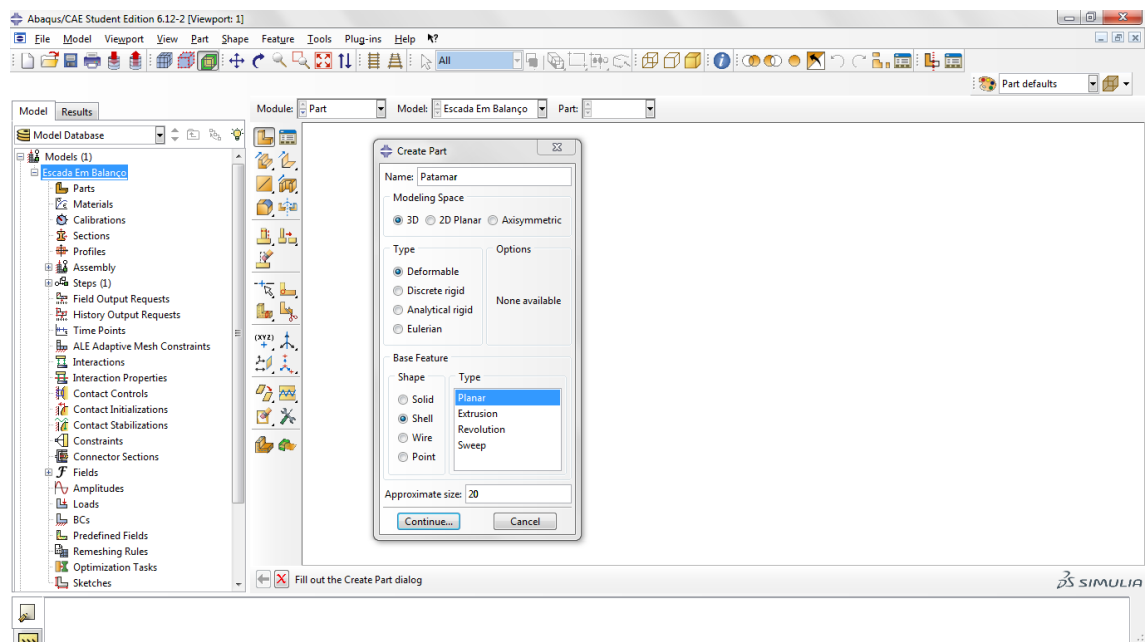 Abaqus/CAE Student Edition 6.12-2 [Viewport: 1]
File Model Viewport View Part Shape Feature Tools Plug-ins Help
All
Part defaults
Model Results
Module: Part Model: Escada Em Balanço Part:
Model Database
Models (1)
Escada Em Balanço
Parts
Materials
Calibrations
Sections
Profiles
Assembly
Steps (1)
Field Output Requests
History Output Requests
Time Points
ALE Adaptive Mesh Constraints
Interactions
Interaction Properties
Contact Controls
Contact Initializations
Contact Stabilizations
Constraints
Connector Sections
Fields
Amplitudes
Loads
BCs
Predefined Fields
Remeshing Rules
Optimization Tasks
Sketches
(XYZ)
Create Part
Name: Patamar
Modeling Space
3D 2D Planar Axisymmetric
Type Options
Deformable
Discrete rigid
Analytical rigid
Eulerian
None available
Base Feature
Shape Type
Solid
Shell
Wire
Point
Planar
Extrusion
Revolution
Sweep
Approximate size: 20
Continue... Cancel
Fill out the Create Part dialog
SIMULIA
>>>